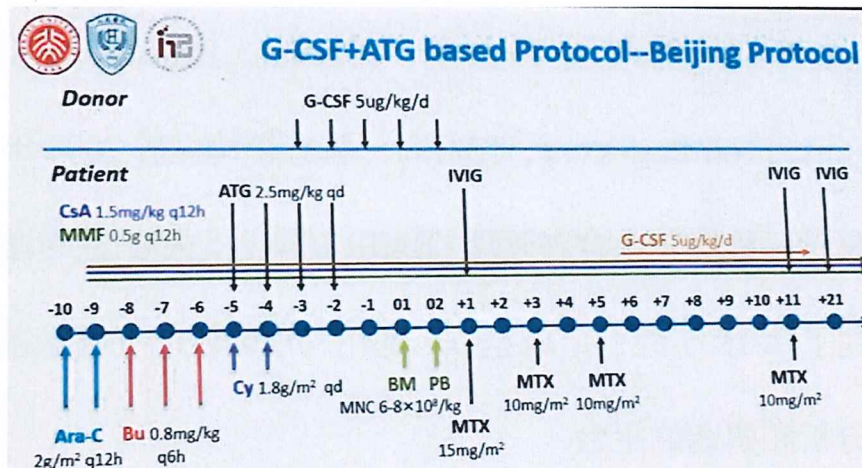 G-CSF+ATG based Protocol--Beijing Protocol
Donor
G-CSF 5ug/kg/d
Patient
ATG 2.5mg/kg qd
IVIG
IVIG
IVIG
CsA 1.5mg/kg q12h
MMF 0.5g q12h
G-CSF 5ug/kg/d
-10 -9 -8 -7 -6 -5 -4 -3 -2 -1 01 02 +1 +2 +3 +4 +5 +6 +7 +8 +9 +10 +11 +21
Cy 1.8g/m² qd
BM PB
MNC 6-8×10⁸/kg
MTX
15mg/m²
MTX
10mg/m²
MTX
10mg/m²
MTX
10mg/m²
Ara-C
2g/m² q12h
Bu 0.8mg/kg
q6h